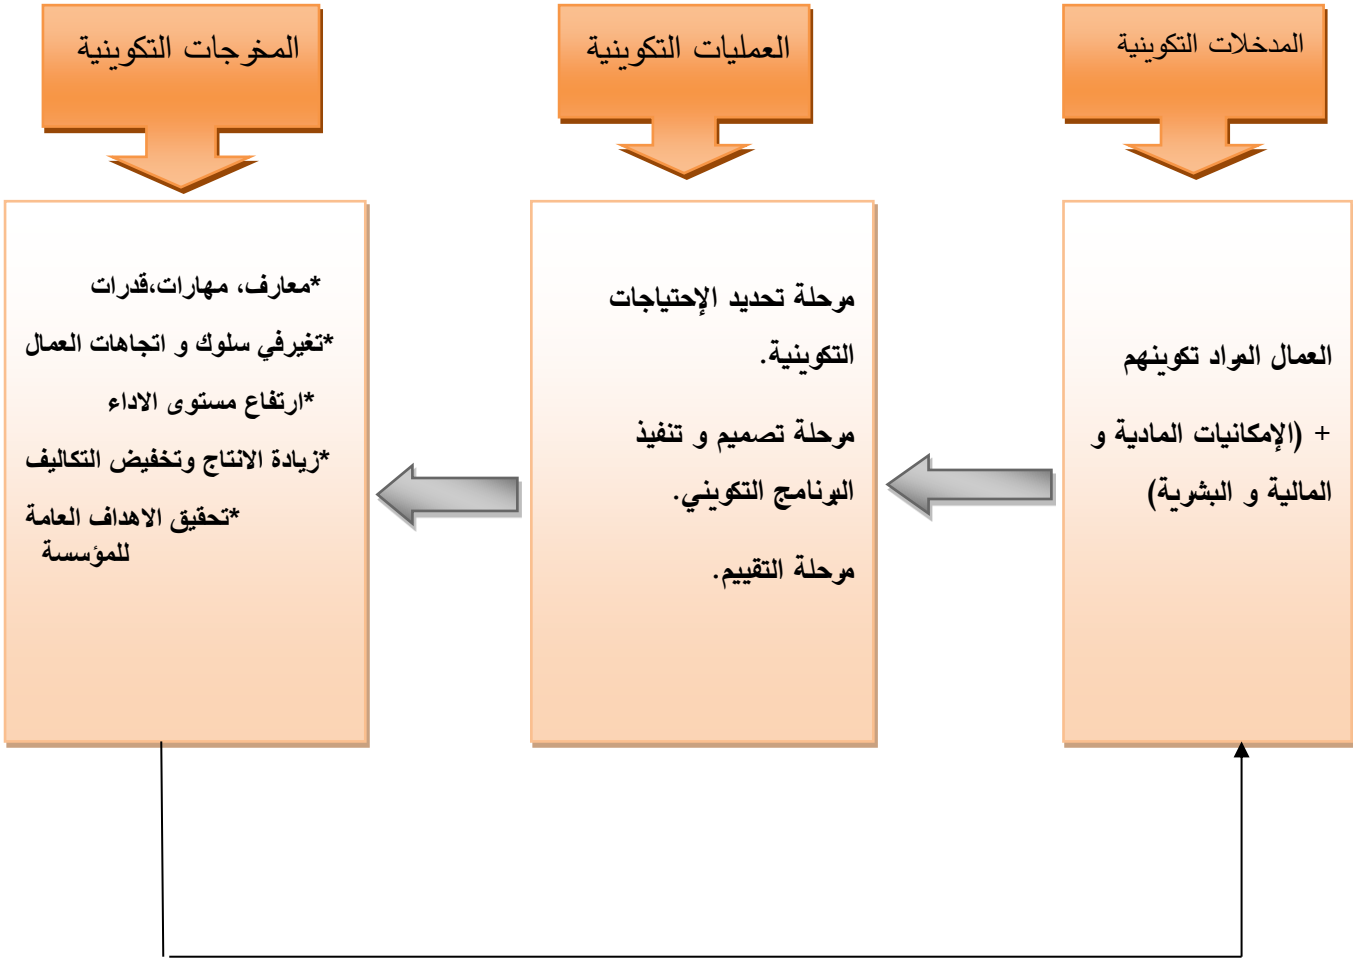 المدخلات التكوينية
العمليات التكوينية
المخرجات التكوينية
العمال المراد تكوينهم
+ (الإمكانيات المادية و
المالية و البشرية)
مرحلة تحديد الإحتياجات
التكوينية.
مرحلة تصميم و تنفيذ
البرنامج التكويني.
مرحلة التقييم.
*معارف، مهارات،قدرات
*تغيرفي سلوك و اتجاهات العمال
*ارتفاع مستوى الاداء
*زيادة الانتاج وتخفيض التكاليف
*تحقيق الاهداف العامة
للمؤسسة